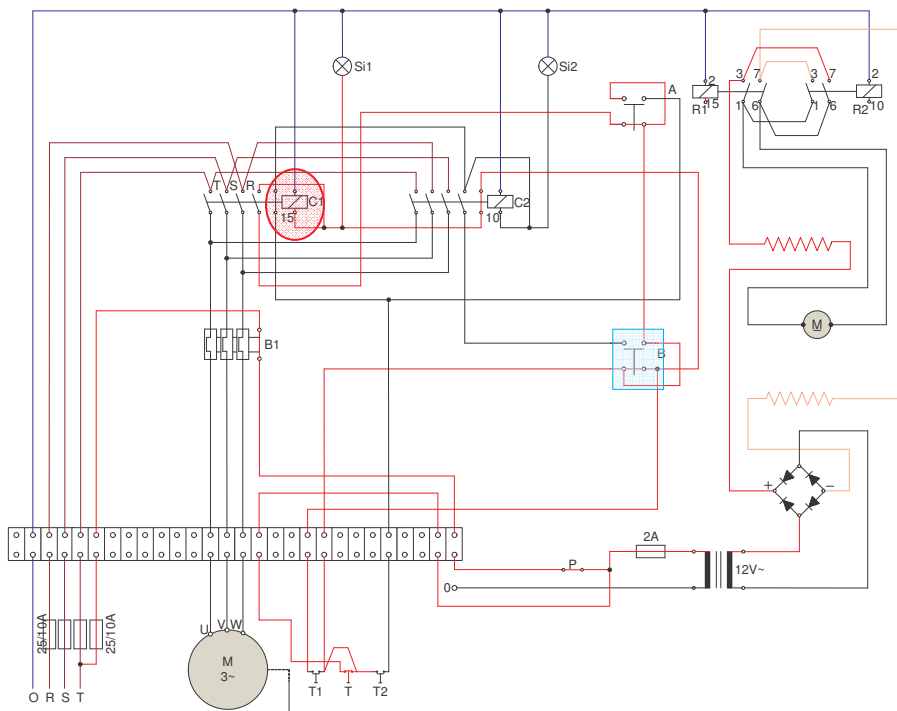 Si1
Si2
A
2
15
R1
3 7
1 6
3 7
1 6
2
10
R2
T S R
C1
15
C2
10
B1
B
M
+
–
2A
P
12V~
0
25/10A
25/10A
U V W
M
3~
O R S T
T1 T T2